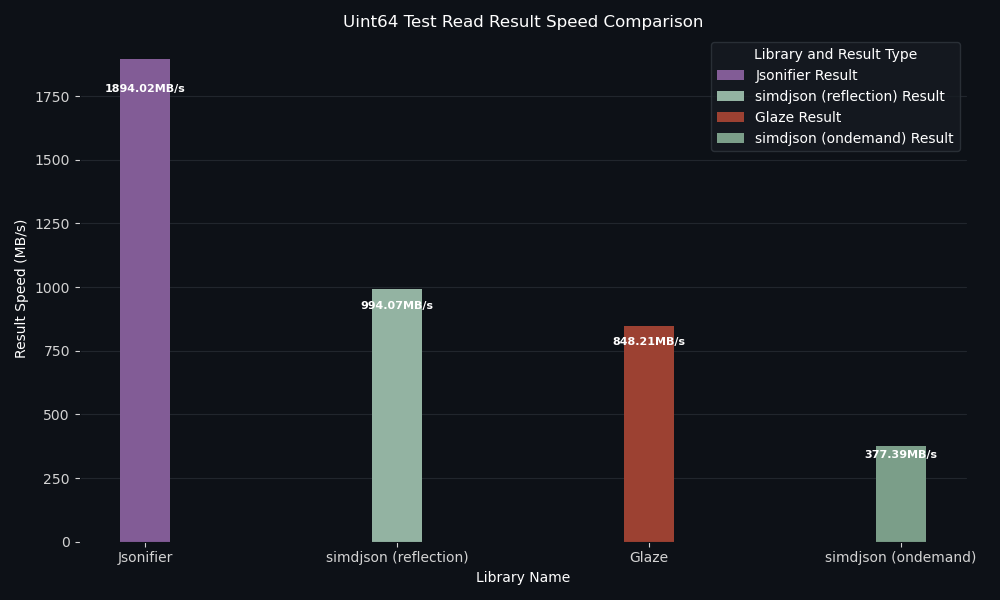 Uint64 Test Read Result Speed Comparison
Library and Result Type
Jsonifier Result
simdjson (reflection) Result
Glaze Result
simdjson (ondemand) Result
Result Speed (MB/s)
1750
1500
1250
1000
750
500
250
0
1894.02MB/s
994.07MB/s
848.21MB/s
377.39MB/s
Jsonifier
simdjson (reflection)
Glaze
simdjson (ondemand)
Library Name